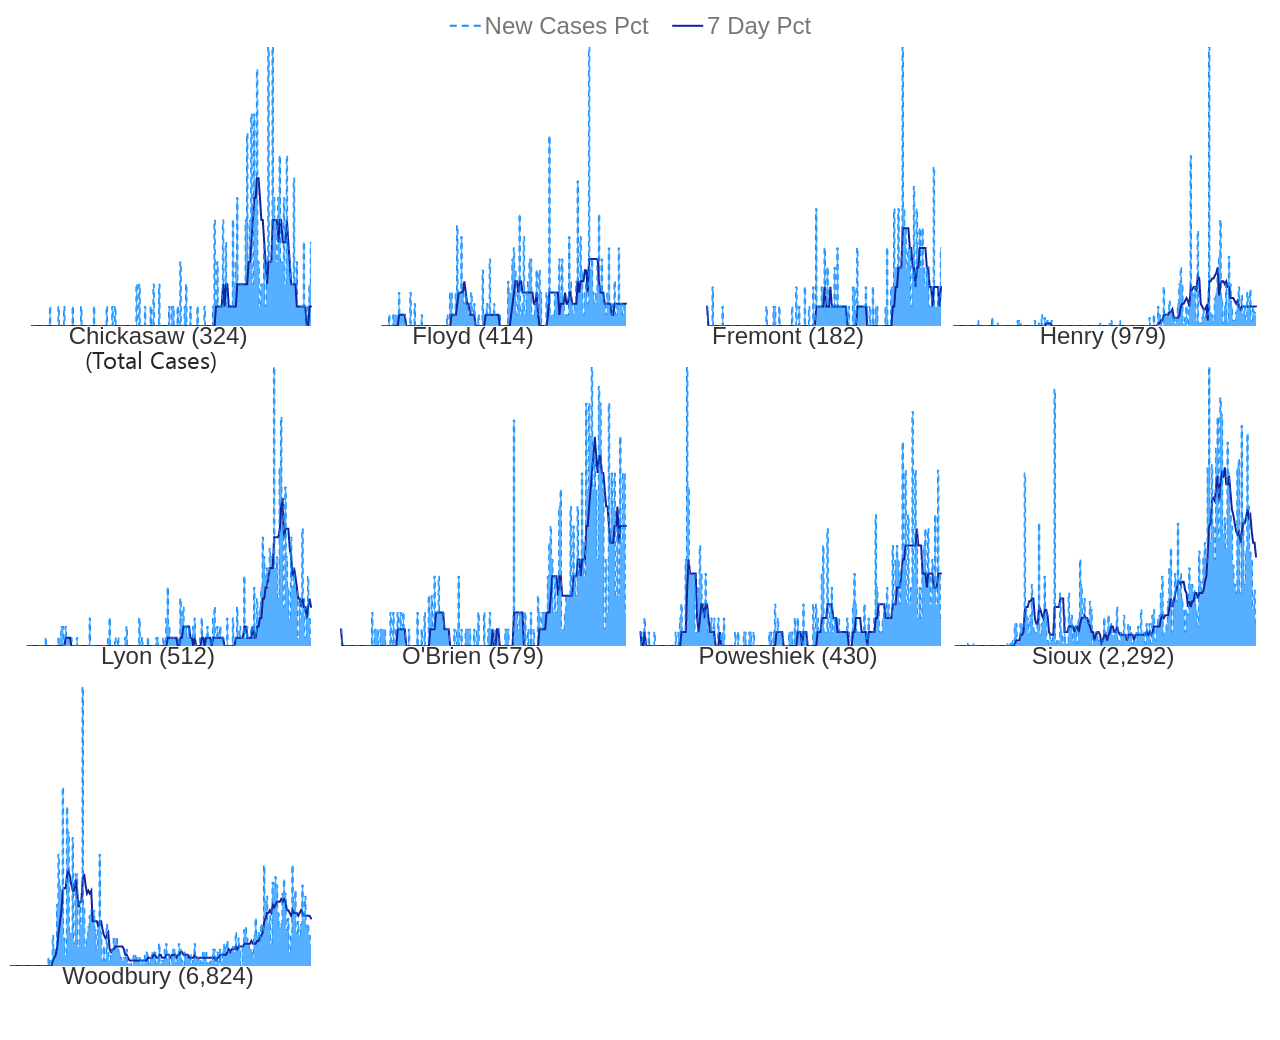 New Cases Pct 7 Day Pct
Chickasaw (324) Floyd (414) Fremont (182) Henry (979)
(Total Cases)
Lyon (512) O'Brien (579) Poweshiek (430) Sioux (2,292)
Woodbury (6,824)